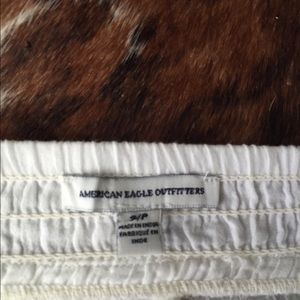 AMERICAN EAGLE OUTFITTERS
S/P
MADE IN INDIA
FABRIQUÉ EN
INDE